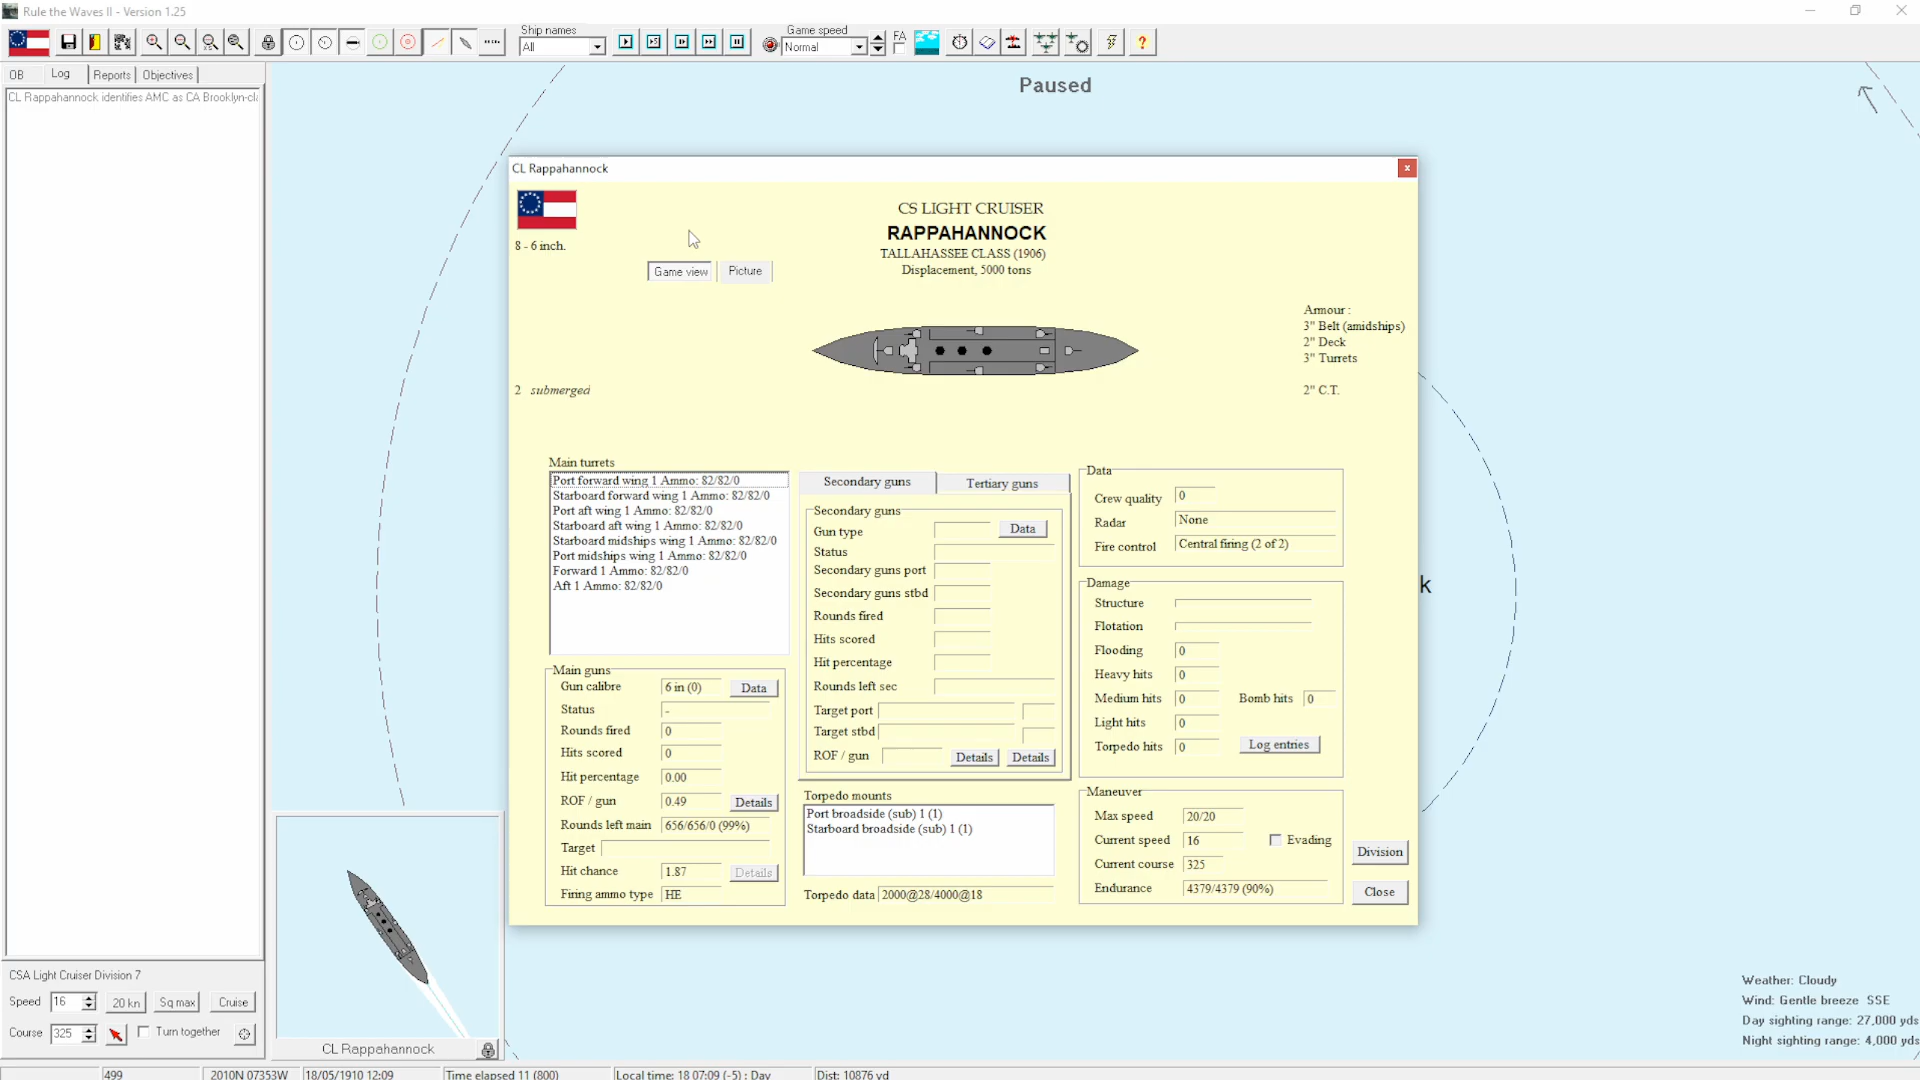 Rule the Waves II - Version 1.25
Ship names
All
Game speed
Normal
FA
OB
Log
Reports
Objectives
CL Rappahannock identifies AMC as CA Brooklyn-cl
Paused
CL Rappahannock
8 - 6 inch.
CS LIGHT CRUISER
RAPPAHANNOCK
TALLAHASSEE CLASS (1906)
Displacement, 5000 tons
Game view
Picture
Armour :
3" Belt (amidships)
2" Deck
3" Turrets
2 submerged
2" C.T.
Main turrets
Port forward wing 1 Ammo: 82/82/0
Starboard forward wing 1 Ammo: 82/82/0
Port aft wing 1 Ammo: 82/82/0
Starboard aft wing 1 Ammo: 82/82/0
Starboard midships wing 1 Ammo: 82/82/0
Port midships wing 1 Ammo: 82/82/0
Forward 1 Ammo: 82/82/0
Aft 1 Ammo: 82/82/0
Main guns
Gun calibre 6 in (0) Data
Status -
Rounds fired 0
Hits scored 0
Hit percentage 0.00
ROF / gun 0.49 Details
Rounds left main 656/656/0 (99%)
Target
Hit chance 1.87 Details
Firing ammo type HE
Secondary guns
Tertiary guns
Secondary guns
Gun type Data
Status
Secondary guns port
Secondary guns stbd
Rounds fired
Hits scored
Hit percentage
Rounds left sec
Target port
Target stbd
ROF / gun Details Details
Torpedo mounts
Port broadside (sub) 1 (1)
Starboard broadside (sub) 1 (1)
Torpedo data 2000@28/4000@18
Data
Crew quality 0
Radar None
Fire control Central firing (2 of 2)
Damage
Structure
Flotation
Flooding 0
Heavy hits 0
Medium hits 0 Bomb hits 0
Light hits 0
Torpedo hits 0 Log entries
Maneuver
Max speed 20/20
Current speed 16 Evading
Current course 325
Endurance 4379/4379 (90%)
Division
Close
k
CSA Light Cruiser Division 7
Speed 16 20 kn Sq max Cruise
Course 325 Turn together
CL Rappahannock
Weather: Cloudy
Wind: Gentle breeze SSE
Day sighting range: 27,000 yds
Night sighting range: 4,000 yds
499
2010N 07353W
18/05/1910 12:09
Time elapsed 11 (800)
Local time: 18 07:09 (-5) : Day
Dist: 10876 yd